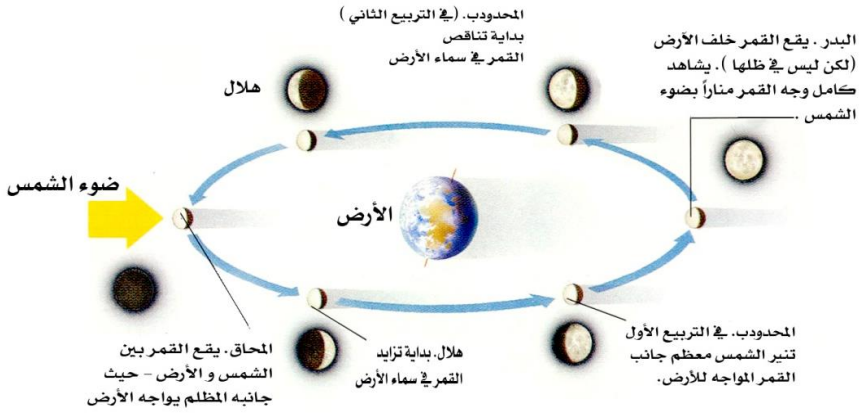 المحدودب. (في التربيع الثاني )
بداية تناقص
القمر في سماء الأرض
البدر . يقع القمر خلف الأرض
(لكن ليس في ظلها ). يشاهد
كامل وجه القمر مناراً بضوء
الشمس .
هلال
ضوء الشمس
الأرض
المحدودب. في التربيع الأول
تنير الشمس معظم جانب
القمر المواجه للأرض.
هلال. بداية تزايد
القمر في سماء الأرض
المحاق. يقع القمر بين
الشمس و الأرض - حيث
جانبه المظلم يواجه الأرض